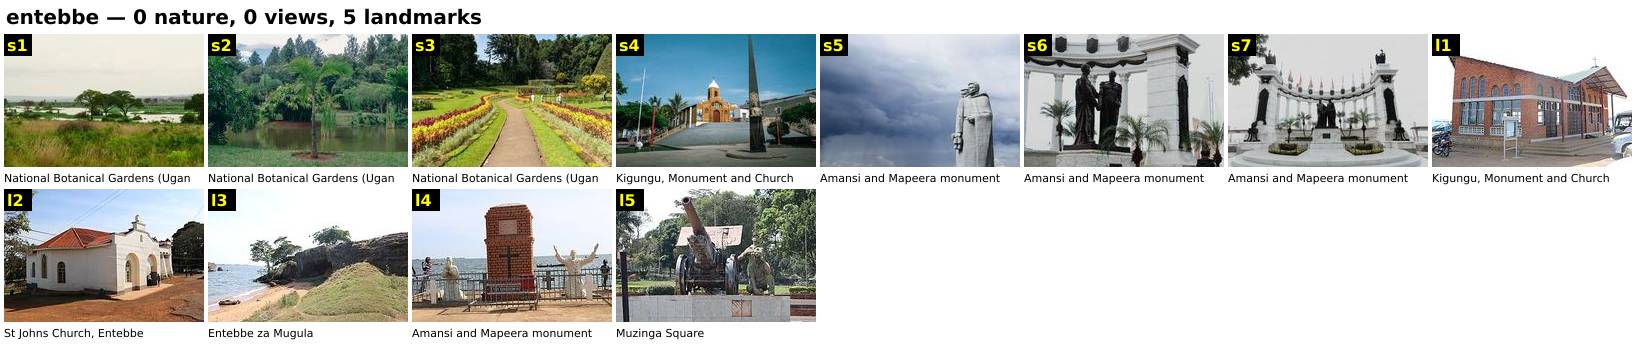 entebbe — 0 nature, 0 views, 5 landmarks
s1
s2
s3
s4
s5
s6
s7
l1
National Botanical Gardens (Ugan
National Botanical Gardens (Ugan
National Botanical Gardens (Ugan
Kigungu, Monument and Church
Amansi and Mapeera monument
Amansi and Mapeera monument
Amansi and Mapeera monument
Kigungu, Monument and Church
l2
l3
l4
l5
St Johns Church, Entebbe
Entebbe za Mugula
Amansi and Mapeera monument
Muzinga Square